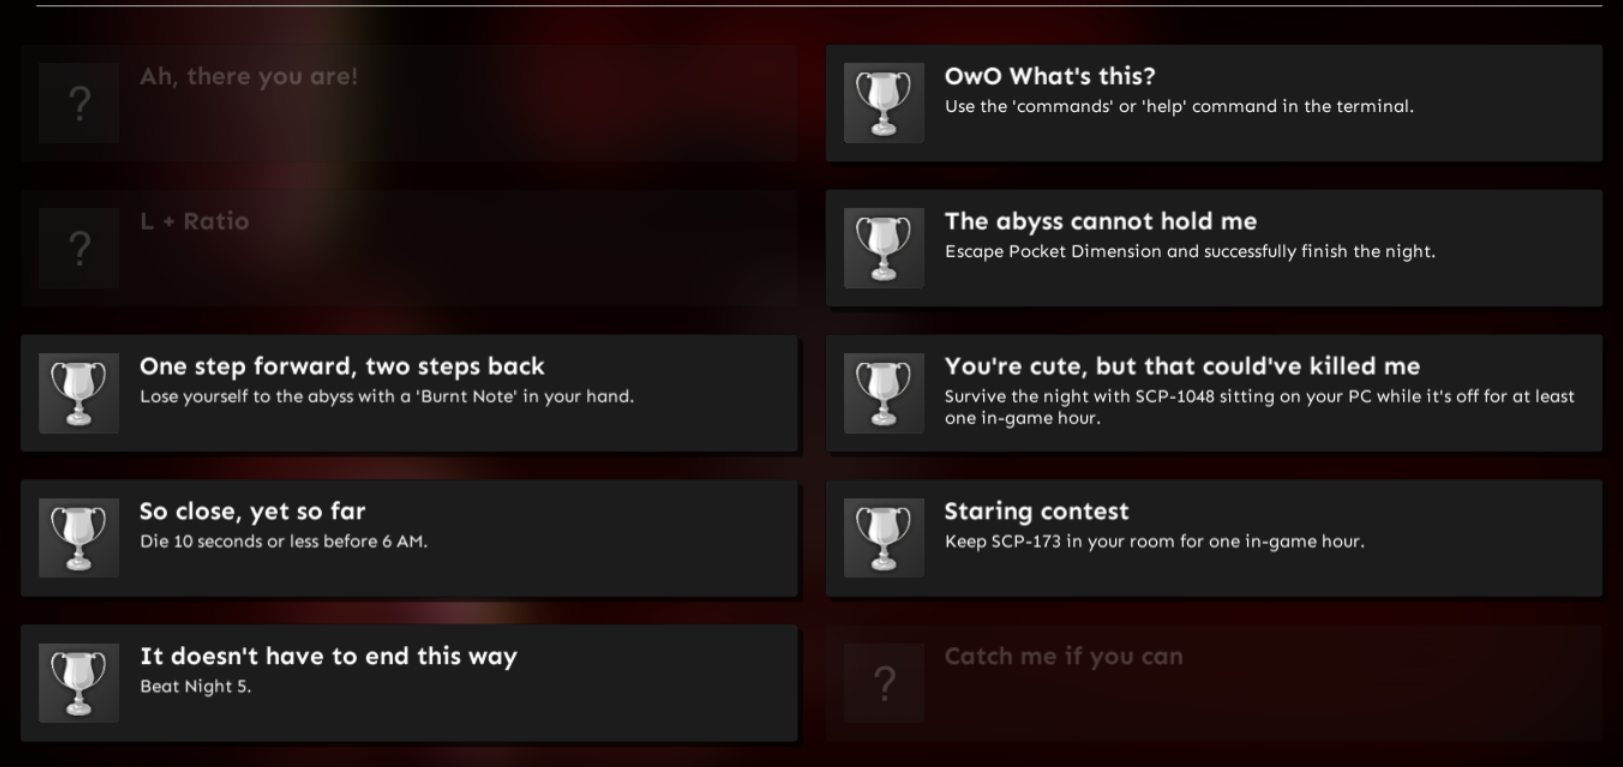 ?
Ah, there you are!
OwO What's this?
Use the 'commands' or 'help' command in the terminal.
?
L + Ratio
The abyss cannot hold me
Escape Pocket Dimension and successfully finish the night.
One step forward, two steps back
Lose yourself to the abyss with a 'Burnt Note' in your hand.
You're cute, but that could've killed me
Survive the night with SCP-1048 sitting on your PC while it's off for at least
one in-game hour.
So close, yet so far
Die 10 seconds or less before 6 AM.
Staring contest
Keep SCP-173 in your room for one in-game hour.
It doesn't have to end this way
Beat Night 5.
?
Catch me if you can